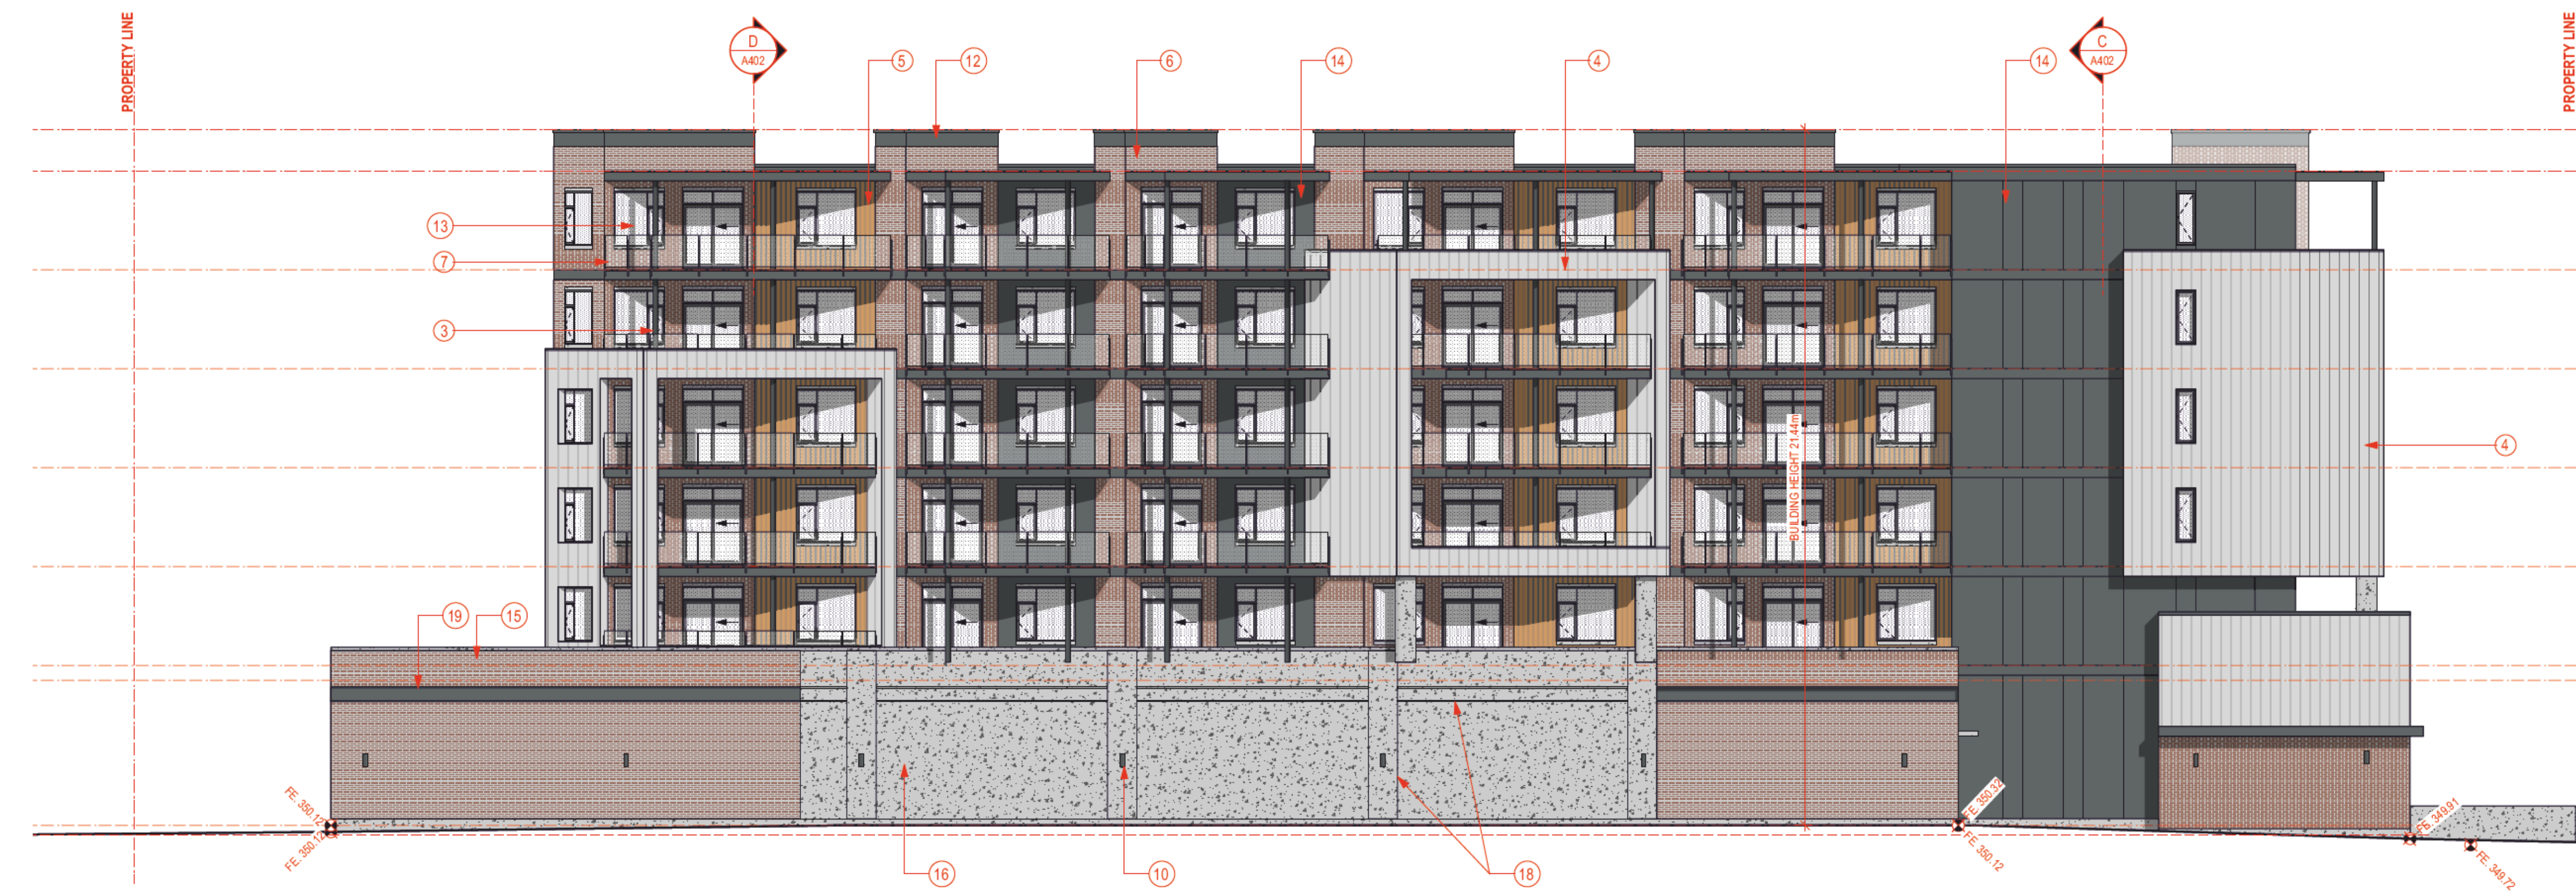 PROPERTY LINE
D
A402
5
12
6
14
4
14
C
A402
PROPERTY LINE
13
7
3
BUILDING HEIGHT 21.44m
4
19
15
FE. 350.12
FE. 350.12
FE. 350.32
FE. 350.12
FE. 349.91
FE. 349.72
16
10
18